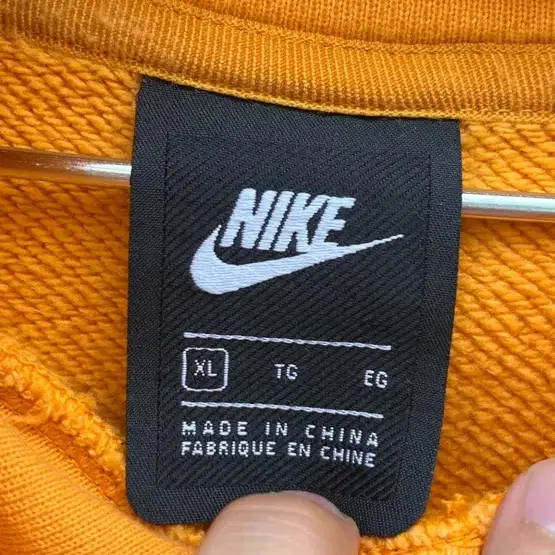 NIKE
XL TG EG
MADE IN CHINA
FABRIQUE EN CHINE